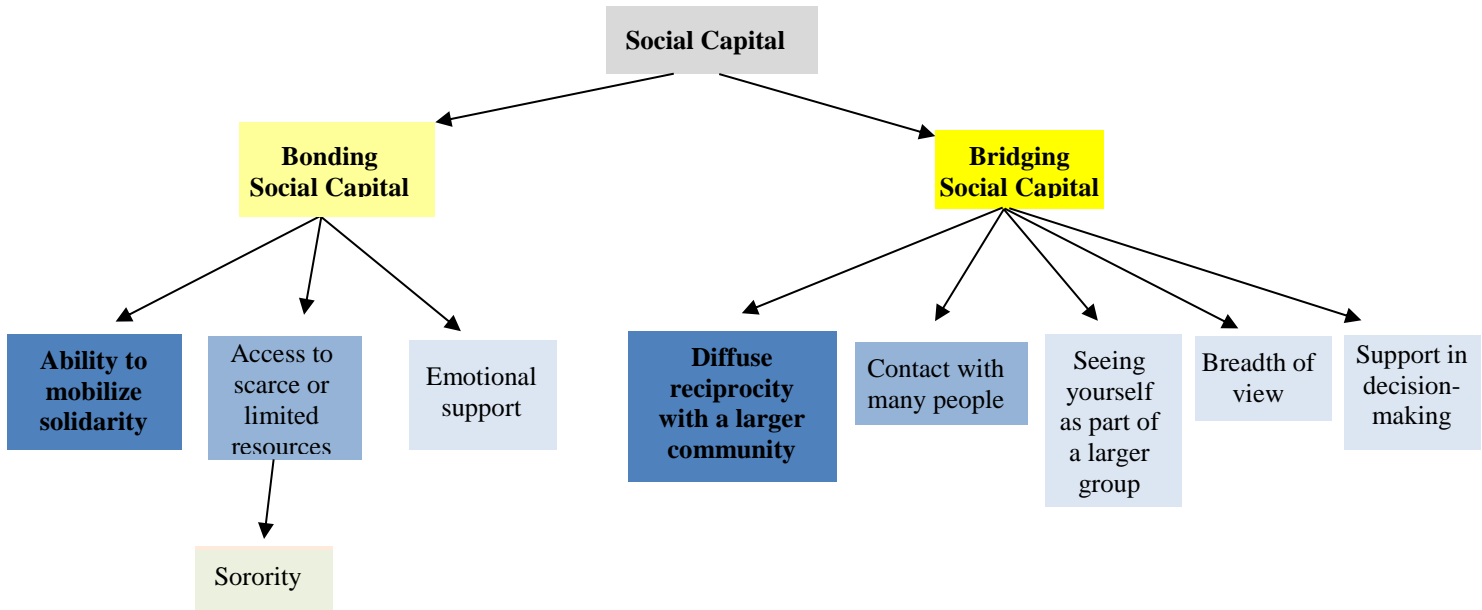 Social Capital
Bonding
Social Capital
Bridging
Social Capital
Ability to
mobilize
solidarity
Access to
scarce or
limited
resources
Emotional
support
Diffuse
reciprocity
with a larger
community
Contact with
many people
Seeing
yourself
as part of
a larger
group
Breadth of
view
Support in
decision-
making
Sorority